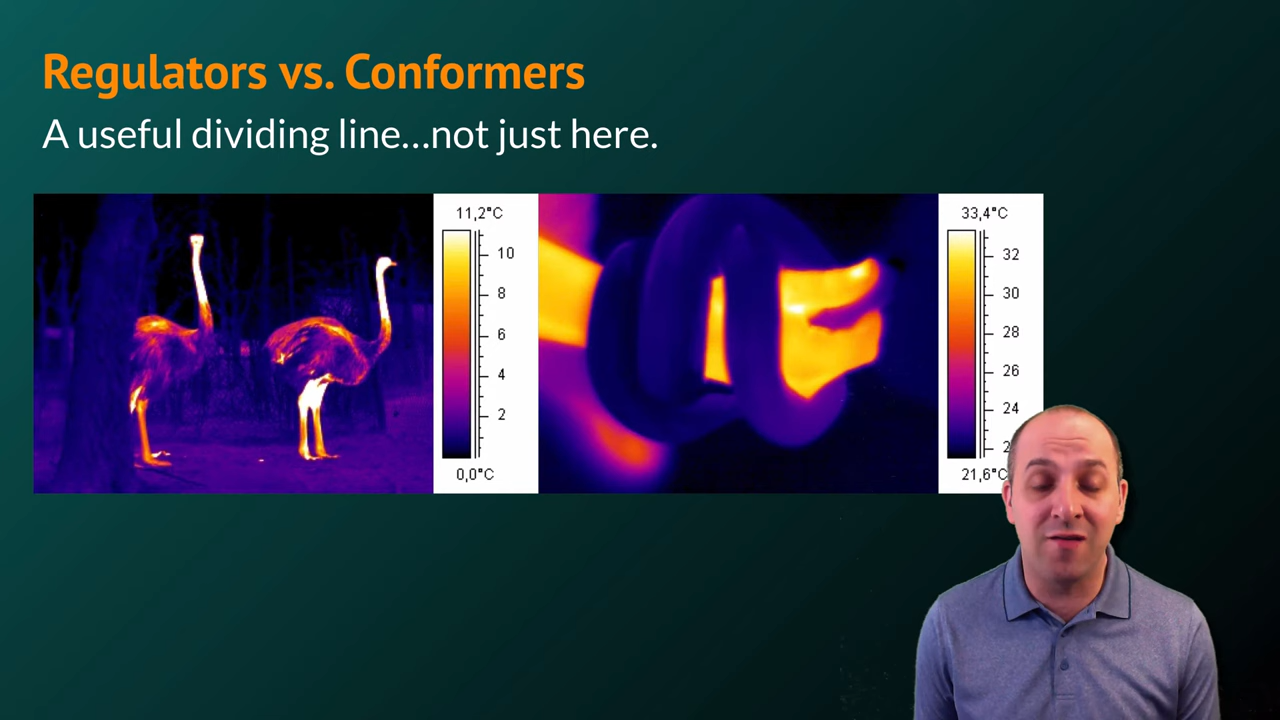 Regulators vs. Conformers
A useful dividing line...not just here.
11,2°C
10
8
6
4
2
0,0°C
33,4°C
32
30
28
26
24
21,6°C